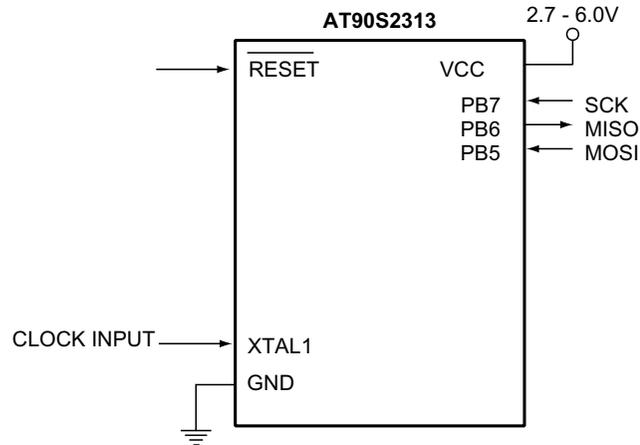 AT90S2313
2.7 - 6.0V
RESET
VCC
PB7
SCK
PB6
MISO
PB5
MOSI
CLOCK INPUT
XTAL1
GND